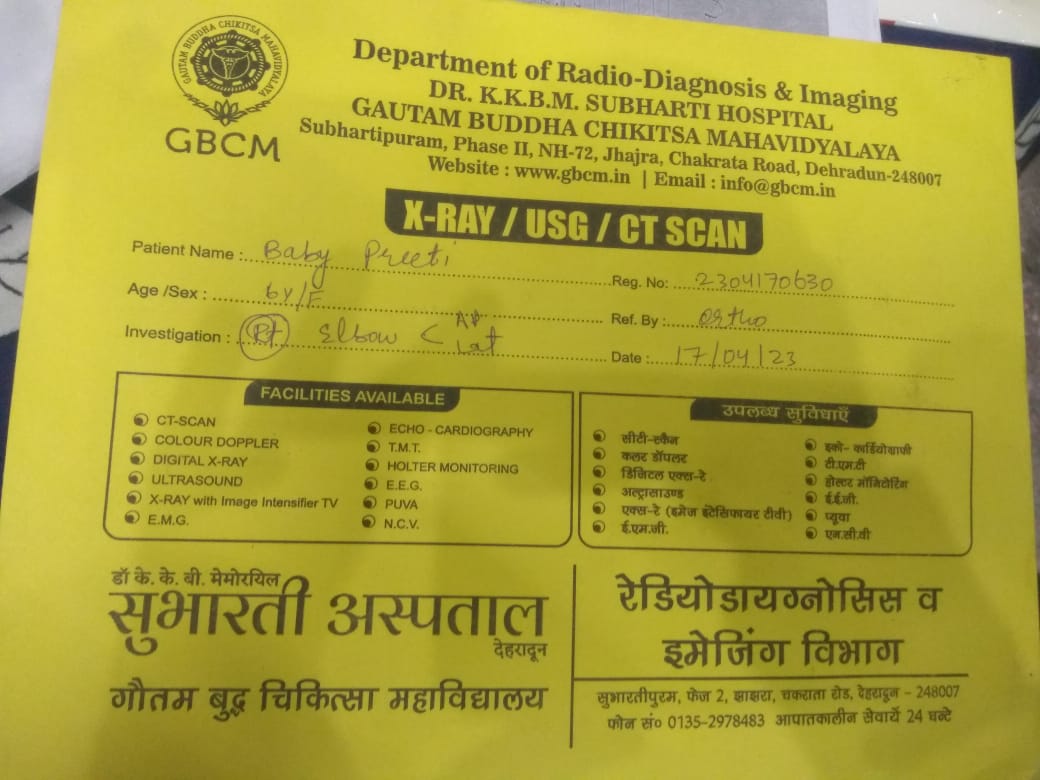 GAUTAM BUDDHA CHIKITSA MAHAVIDYALAYA
GBCM
Department of Radio-Diagnosis & Imaging
DR. K.K.B.M. SUBHARTI HOSPITAL
GAUTAM BUDDHA CHIKITSA MAHAVIDYALAYA
Subhartipuram, Phase II, NH-72, Jhajra, Chakrata Road, Dehradun-248007
Website : www.gbcm.in | Email : info@gbcm.in
X-RAY / USG / CT SCAN
Patient Name : Baby Preeti
Reg. No: 2304170630
Age /Sex : 6y/F
Ref. By : Ortho
Investigation : Rt Elbow < AP Lat
Date : 17/04/23
FACILITIES AVAILABLE
CT-SCAN
COLOUR DOPPLER
DIGITAL X-RAY
ULTRASOUND
X-RAY with Image Intensifier TV
E.M.G.
ECHO - CARDIOGRAPHY
T.M.T.
HOLTER MONITORING
E.E.G.
PUVA
N.C.V.
उपलब्ध सुविधाएँ
सीटी-स्कैन
कलर डॉपलर
डिजिटल एक्स-रे
अल्ट्रासाउण्ड
एक्स-रे (इमेज इंटेसिफायर टीवी)
ई.एम.जी.
इको- कार्डियोग्राफी
टी.एम.टी
होल्टर मॉनिटोरिंग
ई.ई.जी.
प्यूवा
एन.सी.वी
डॉ के. के. बी. मेमोरयिल
सुभारती अस्पताल
देहरादून
गौतम बुद्ध चिकित्सा महाविद्यालय
रेडियोडायग्नोसिस व
इमेजिंग विभाग
सुभारतीपुरम, फेज 2, झाझरा, चकराता रोड, देहरादून - 248007
फोन सं० 0135-2978483 आपातकालीन सेवायें 24 घन्टे